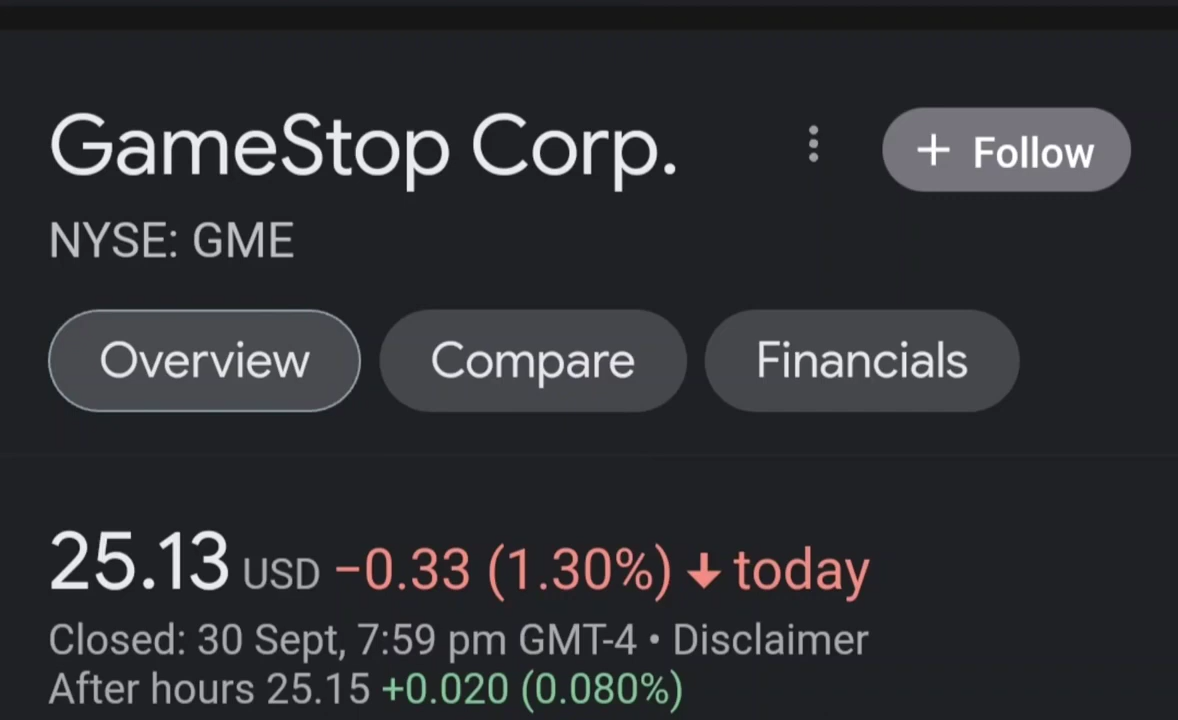 GameStop Corp.
+ Follow
NYSE: GME
Overview Compare Financials
25.13 USD −0.33 (1.30%) ↓ today
Closed: 30 Sept, 7:59 pm GMT-4 • Disclaimer
After hours 25.15 +0.020 (0.080%)